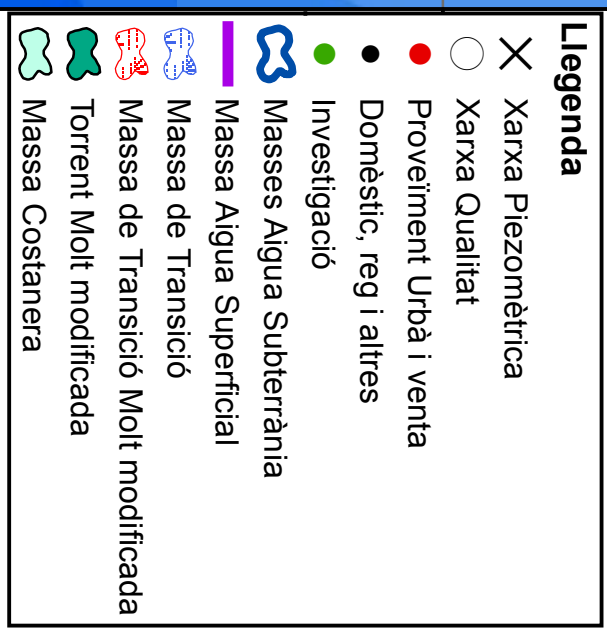 Llegenda
Xarxa Piezomètrica
Xarxa Qualitat
Proveïment Urbà i venta
Domèstic, reg i altres
Investigació
Masses Aigua Subterrània
Massa Aigua Superficial
Massa de Transició
Massa de Transició Molt modificada
Torrent Molt modificada
Massa Costanera